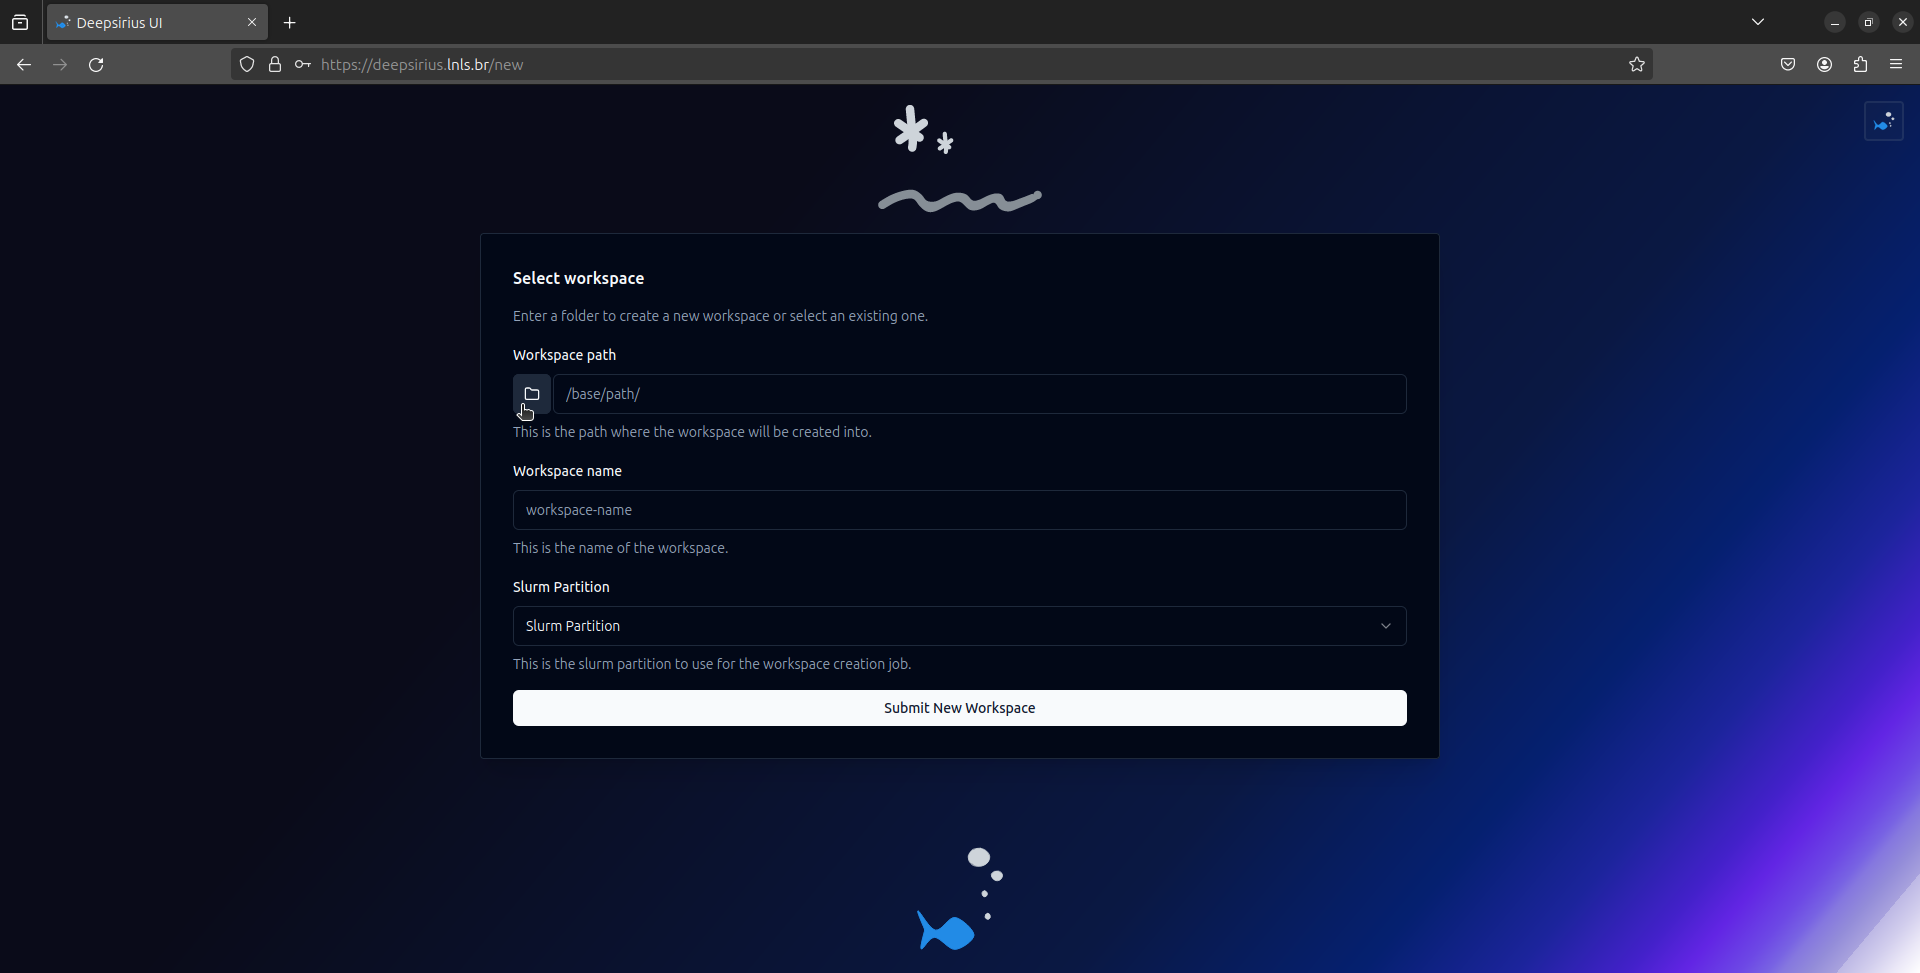 Deepsirius UI
https://deepsirius.lnls.br/new
Select workspace
Enter a folder to create a new workspace or select an existing one.
Workspace path
/base/path/
This is the path where the workspace will be created into.
Workspace name
workspace-name
This is the name of the workspace.
Slurm Partition
Slurm Partition
This is the slurm partition to use for the workspace creation job.
Submit New Workspace